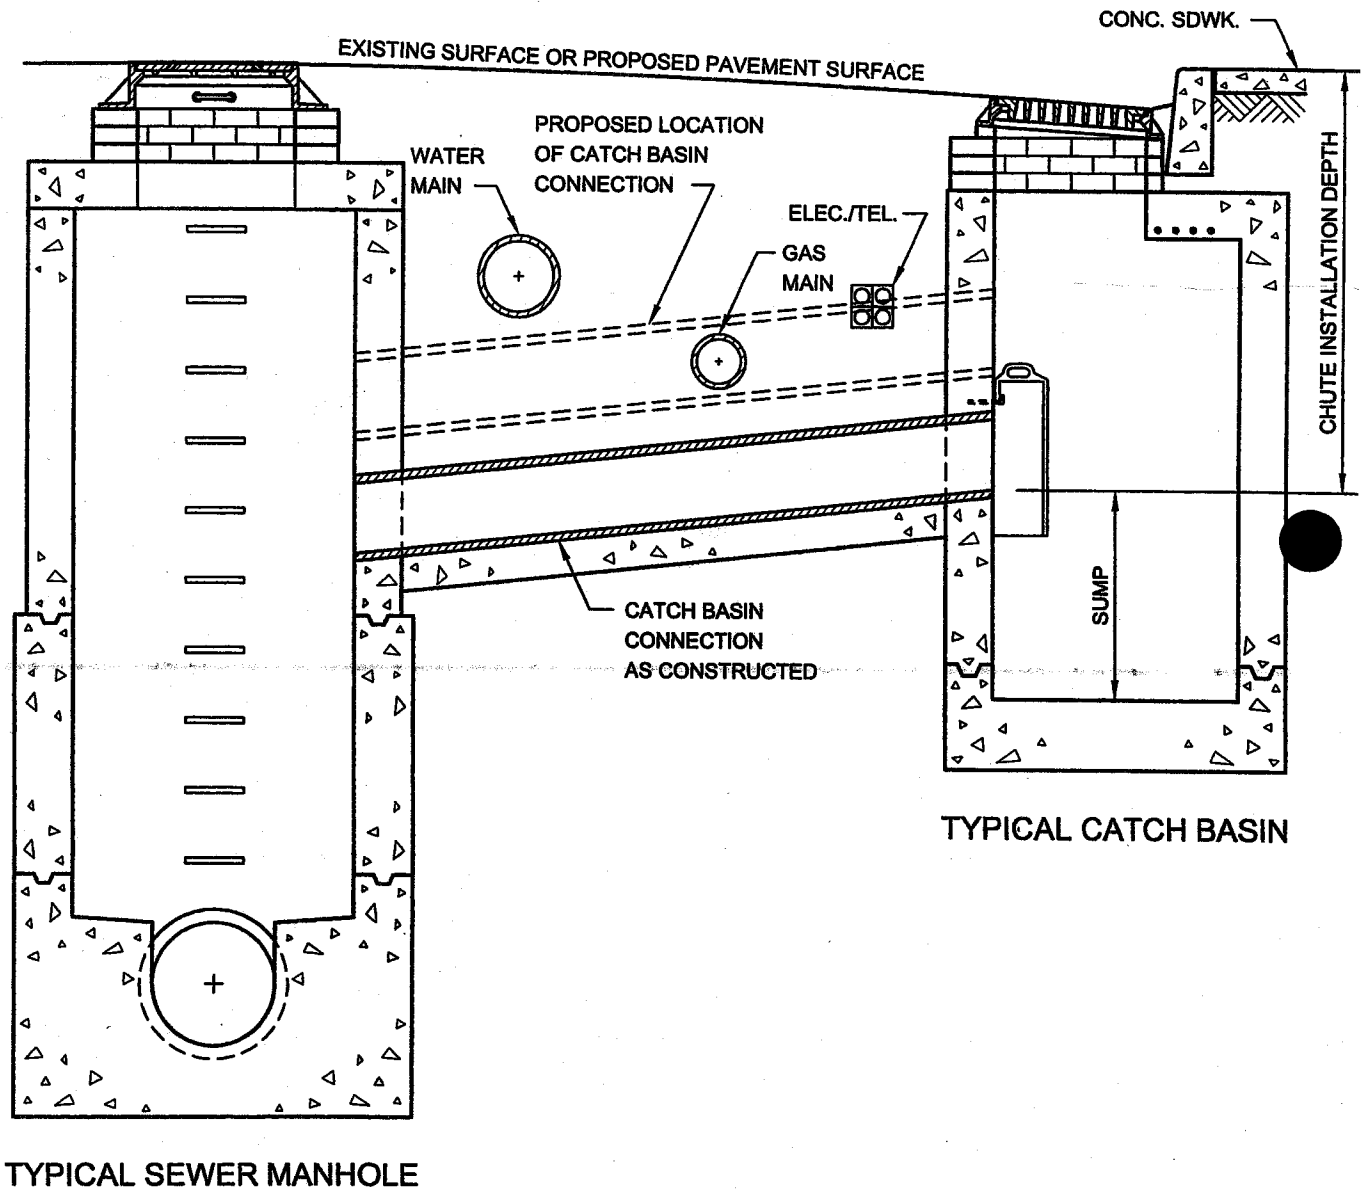 CONC. SDWK.
EXISTING SURFACE OR PROPOSED PAVEMENT SURFACE
WATER
MAIN
PROPOSED LOCATION
OF CATCH BASIN
CONNECTION
ELEC./TEL.
GAS
MAIN
CHUTE INSTALLATION DEPTH
SUMP
CATCH BASIN
CONNECTION
AS CONSTRUCTED
TYPICAL CATCH BASIN
TYPICAL SEWER MANHOLE